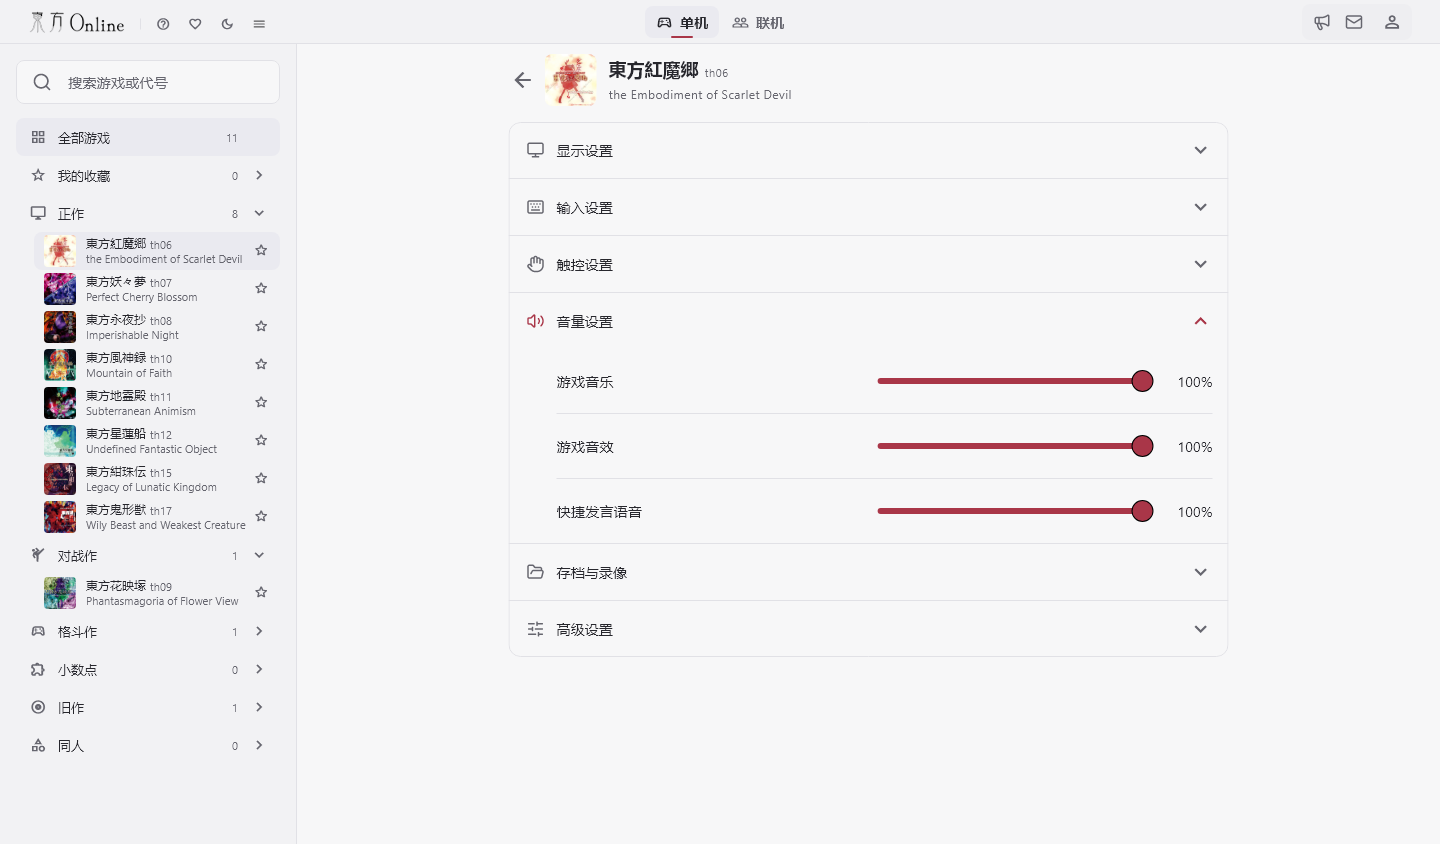 東方Online
单机
联机
搜索游戏或代号
全部游戏 11
我的收藏 0
正作 8
東方紅魔郷 th06
the Embodiment of Scarlet Devil
東方妖々夢 th07
Perfect Cherry Blossom
東方永夜抄 th08
Imperishable Night
東方風神録 th10
Mountain of Faith
東方地霊殿 th11
Subterranean Animism
東方星蓮船 th12
Undefined Fantastic Object
東方紺珠伝 th15
Legacy of Lunatic Kingdom
東方鬼形獣 th17
Wily Beast and Weakest Creature
对战作 1
東方花映塚 th09
Phantasmagoria of Flower View
格斗作 1
小数点 0
旧作 1
同人 0
東方紅魔郷 th06
the Embodiment of Scarlet Devil
显示设置
输入设置
触控设置
音量设置
游戏音乐 100%
游戏音效 100%
快捷发言语音 100%
存档与录像
高级设置